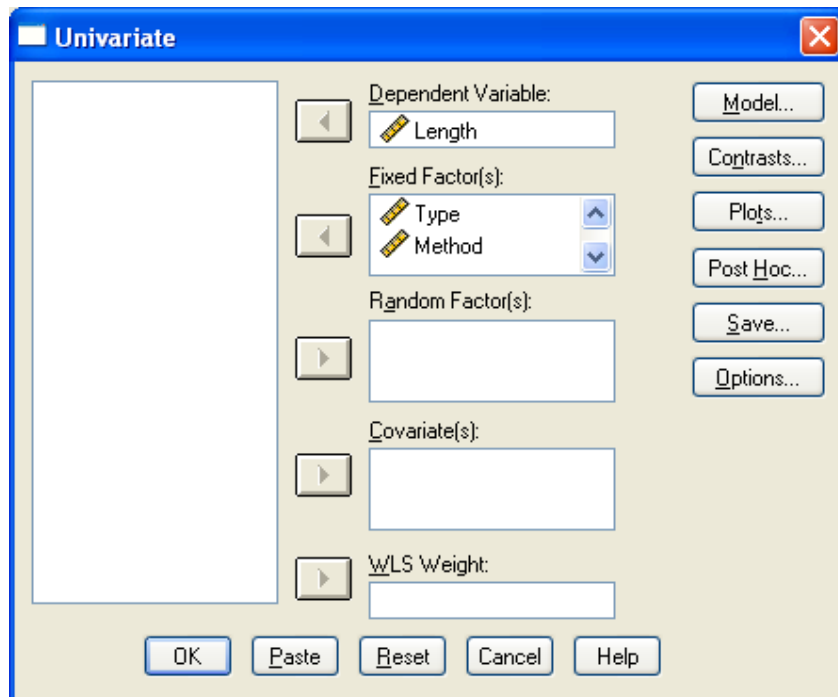 Univariate
Dependent Variable:
Length
Fixed Factor(s):
Type
Method
Random Factor(s):
Covariate(s):
WLS Weight:
Model...
Contrasts...
Plots...
Post Hoc...
Save...
Options...
OK
Paste
Reset
Cancel
Help